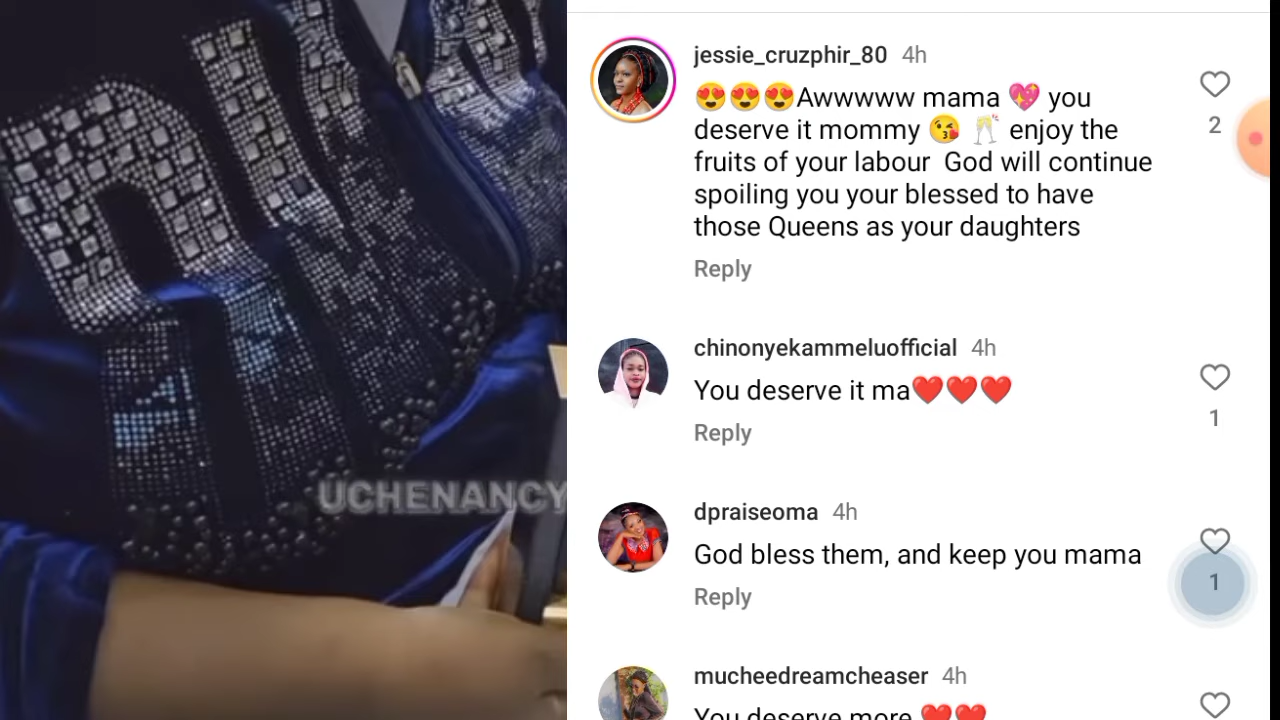 UCHENANCY
jessie_cruzphir_80 4h
😍😍😍Awwwww mama 💖 you
deserve it mommy 😘 🥂 enjoy the
fruits of your labour God will continue
spoiling you your blessed to have
those Queens as your daughters
2
Reply
chinonyekammeluofficial 4h
You deserve it ma❤️❤️❤️
1
Reply
dpraiseoma 4h
God bless them, and keep you mama
1
Reply
mucheedreamcheaser 4h
You deserve more ❤️❤️